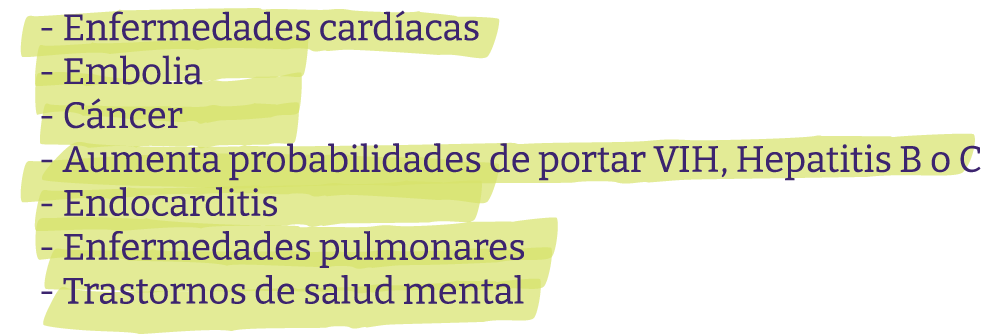 - Enfermedades cardíacas
- Embolia
- Cáncer
- Aumenta probabilidades de portar VIH, Hepatitis B o C
- Endocarditis
- Enfermedades pulmonares
- Trastornos de salud mental